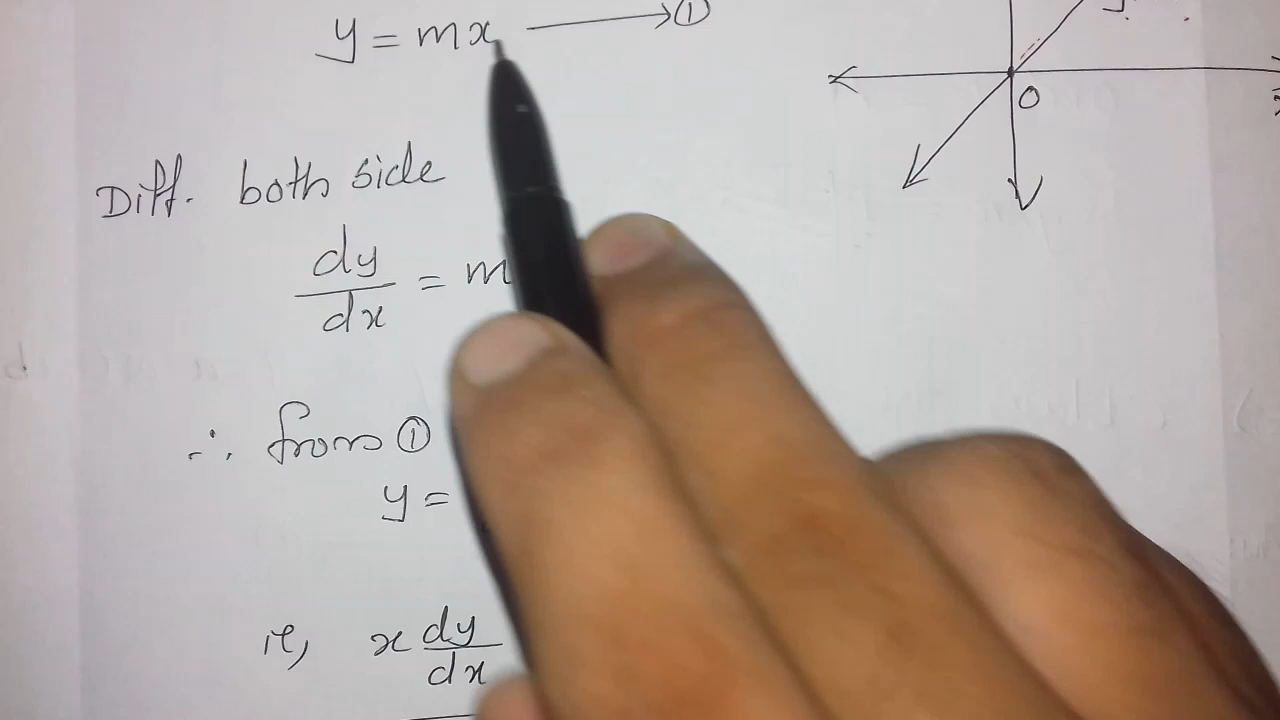 y = mx ⟶ ①
O
Diff. both side
dy/dx = m
∴ from ①
y =
ie, x dy/dx